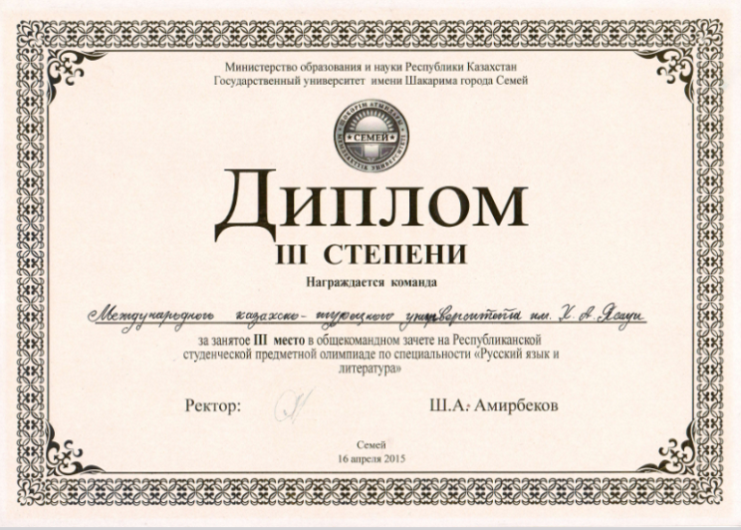 Министерство образования и науки Республики Казахстан
Государственный университет имени Шакарима города Семей
СЕМЕЙ
ДИПЛОМ
III СТЕПЕНИ
Награждается команда
Международного казахско-турецкого университета им. Х. А. Ясауи
за занятое III место в общекомандном зачете на Республиканской
студенческой предметной олимпиаде по специальности «Русский язык и
литература»
Ректор: Ш.А. Амирбеков
Семей
16 апреля 2015